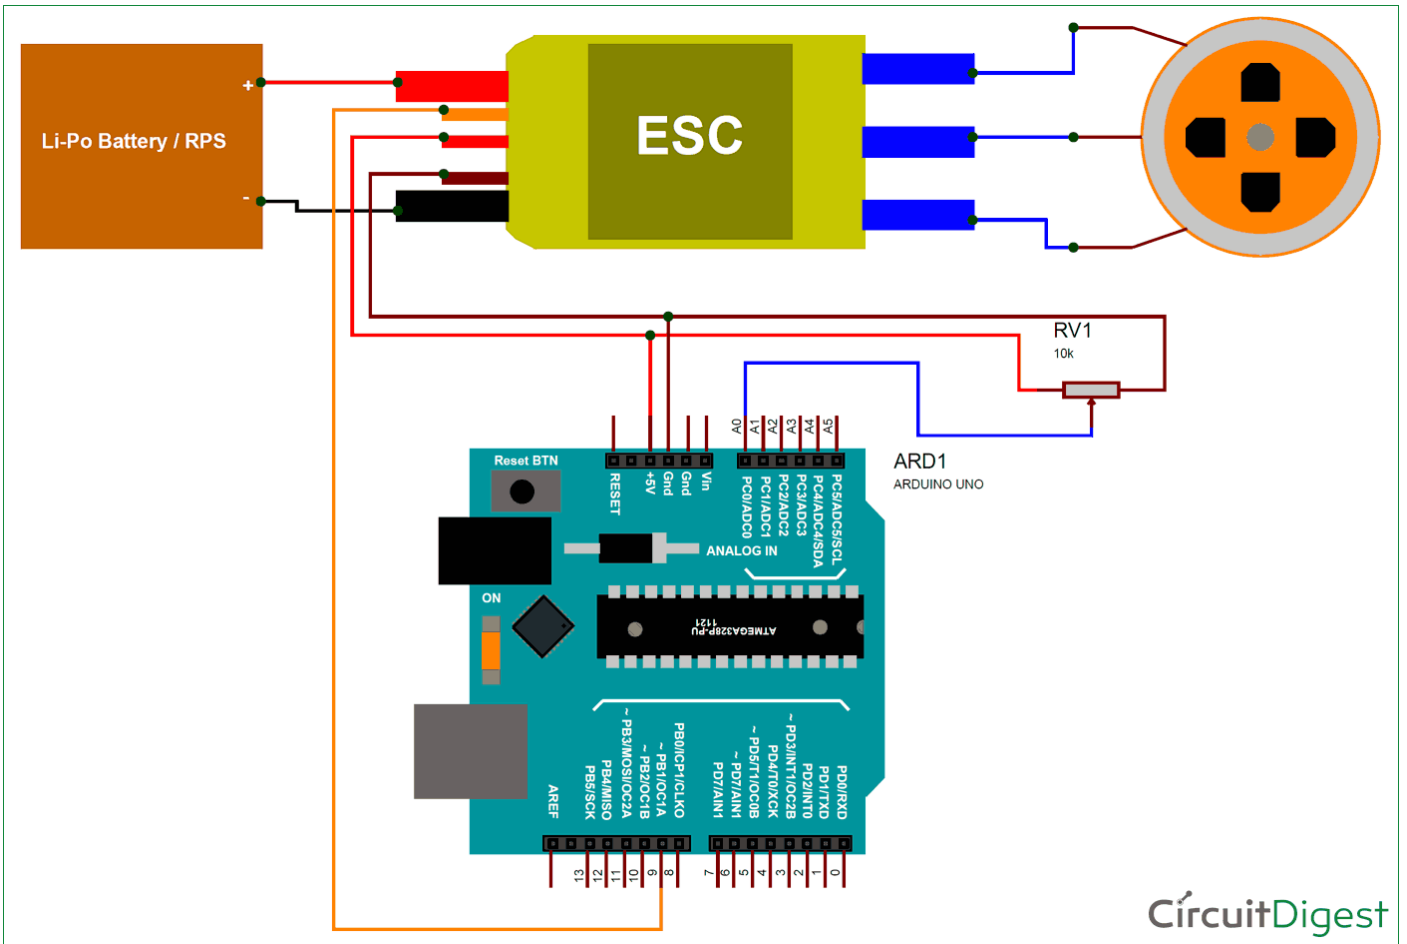 Li-Po Battery / RPS
+
-
ESC
RV1
10k
A0
A1
A2
A3
A4
A5
ARD1
ARDUINO UNO
Reset BTN
RESET
+5V
Gnd
Gnd
Vin
PC0/ADC0
PC1/ADC1
PC2/ADC2
PC3/ADC3
PC4/ADC4/SDA
PC5/ADC5/SCL
ANALOG IN
ON
ATMEGA328P-PU
1121
AREF
PB5/SCK
PB4/MISO
~ PB3/MOSI/OC2A
~ PB2/OC1B
~ PB1/OC1A
PB0/ICP1/CLKO
PD7/AIN1
~ PD7/AIN1
~ PD5/T1/OC0B
PD4/T0/XCK
~ PD3/INT1/OC2B
PD2/INT0
PD1/TXD
PD0/RXD
13
12
11
10
9
8
7
6
5
4
3
2
1
0
CircuitDigest